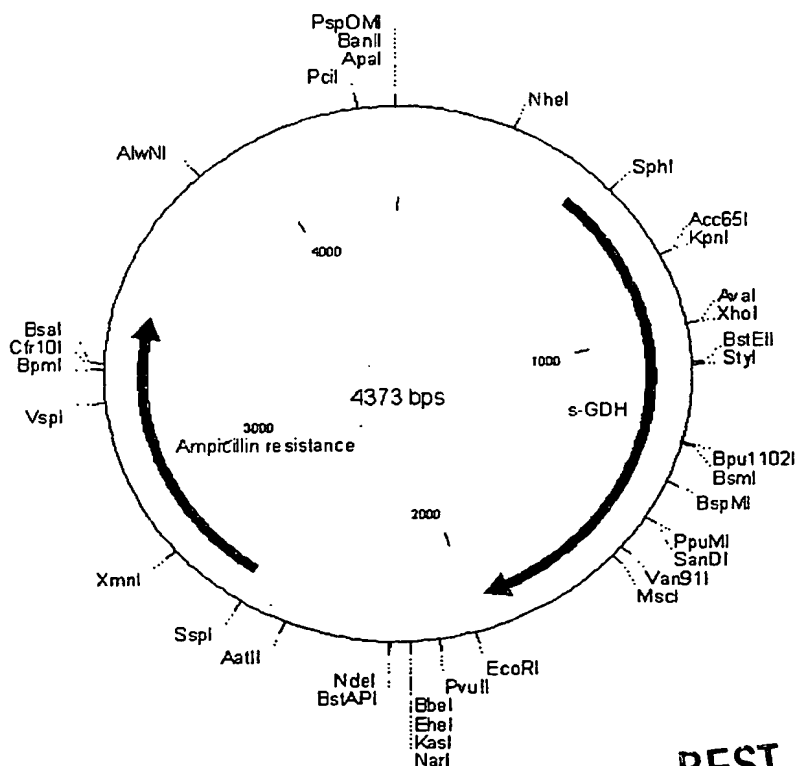 PspOMI
BanII
ApaI
PciI
NheI
AlwNI
SphI
Acc65I
KpnI
4000
AvaI
XhoI
BsaI
Cfr10I
BpmI
BstEII
StyI
1000
4373 bps
s-GDH
VspI
3000
Ampicillin resistance
Bpu1102I
BsmI
BspMI
2000
PpuMI
SanDI
Van91I
MscI
XmnI
SspI
AatII
EcoRI
NdeI
BstAPI
PvuII
BbeI
EheI
KasI
NarI
BEST